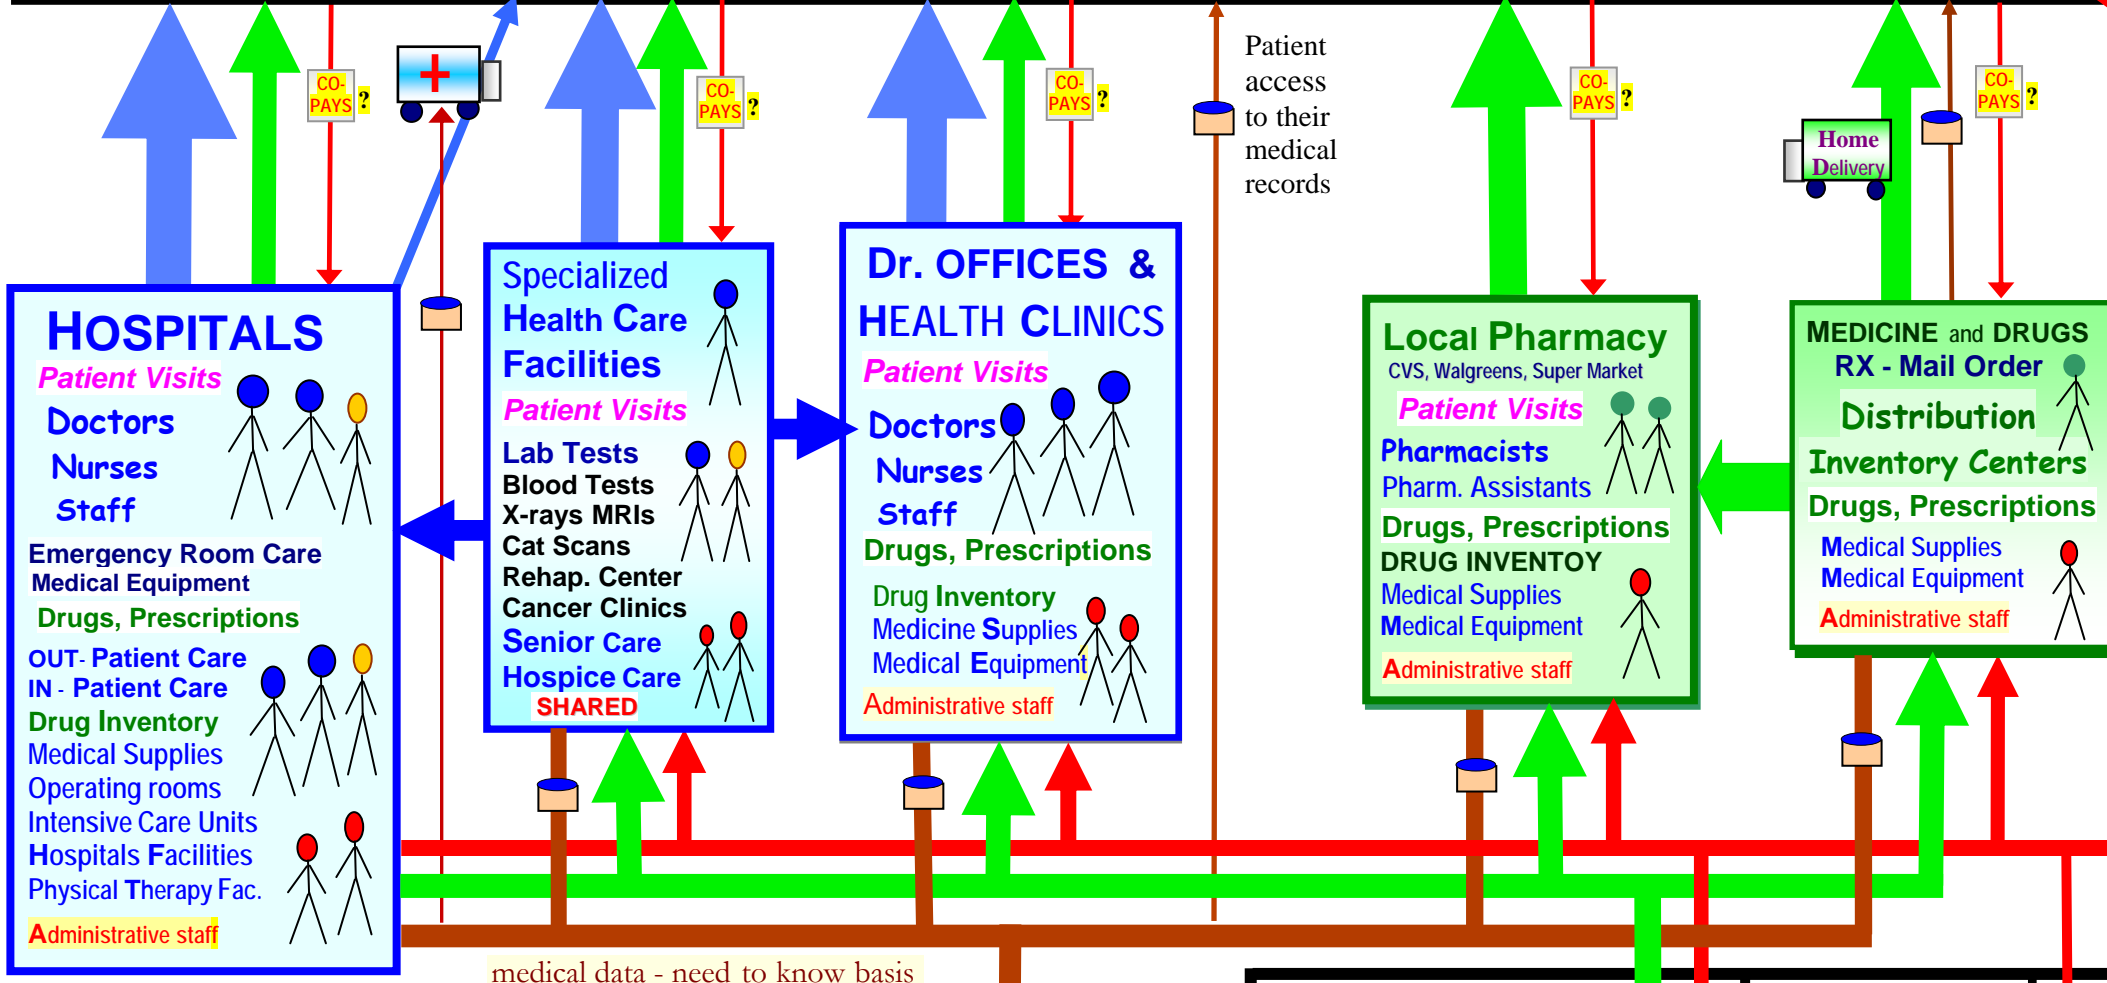 CO-
PAYS ?
+
CO-
PAYS ?
CO-
PAYS ?
Patient
access
to their
medical
records
CO-
PAYS ?
Home
Delivery
CO-
PAYS ?
HOSPITALS
Patient Visits
Doctors
Nurses
Staff
Emergency Room Care
Medical Equipment
Drugs, Prescriptions
OUT- Patient Care
IN - Patient Care
Drug Inventory
Medical Supplies
Operating rooms
Intensive Care Units
Hospitals Facilities
Physical Therapy Fac.
Administrative staff
Specialized
Health Care
Facilities
Patient Visits
Lab Tests
Blood Tests
X-rays MRIs
Cat Scans
Rehap. Center
Cancer Clinics
Senior Care
Hospice Care
SHARED
Dr. OFFICES &
HEALTH CLINICS
Patient Visits
Doctors
Nurses
Staff
Drugs, Prescriptions
Drug Inventory
Medicine Supplies
Medical Equipment
Administrative staff
Local Pharmacy
CVS, Walgreens, Super Market
Patient Visits
Pharmacists
Pharm. Assistants
Drugs, Prescriptions
DRUG INVENTOY
Medical Supplies
Medical Equipment
Administrative staff
MEDICINE and DRUGS
RX - Mail Order
Distribution
Inventory Centers
Drugs, Prescriptions
Medical Supplies
Medical Equipment
Administrative staff
medical data - need to know basis